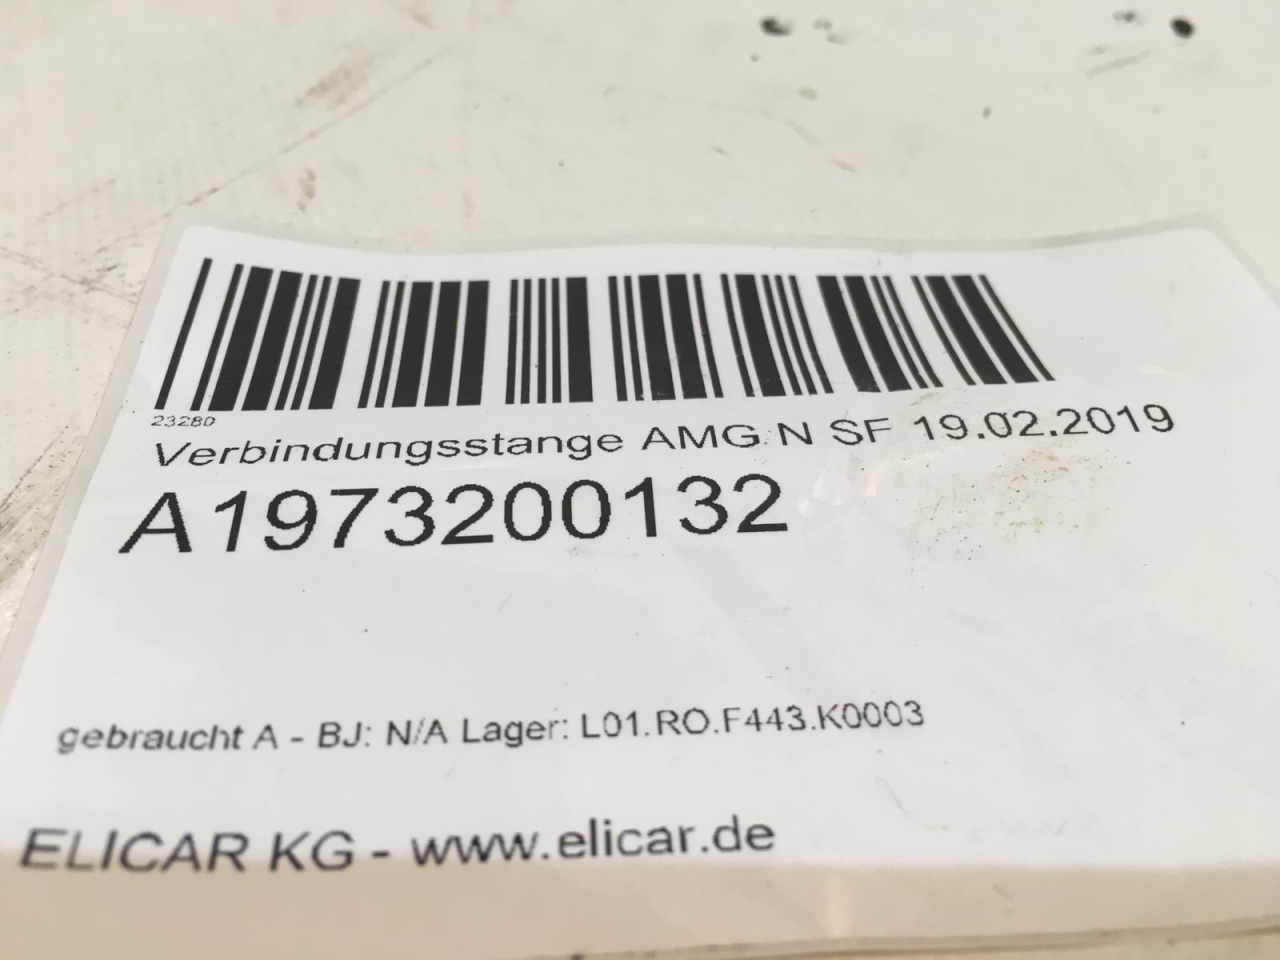 23280
Verbindungsstange AMG N SF 19.02.2019
A1973200132
gebraucht A - BJ: N/A Lager: L01.RO.F443.K0003
ELICAR KG - www.elicar.de